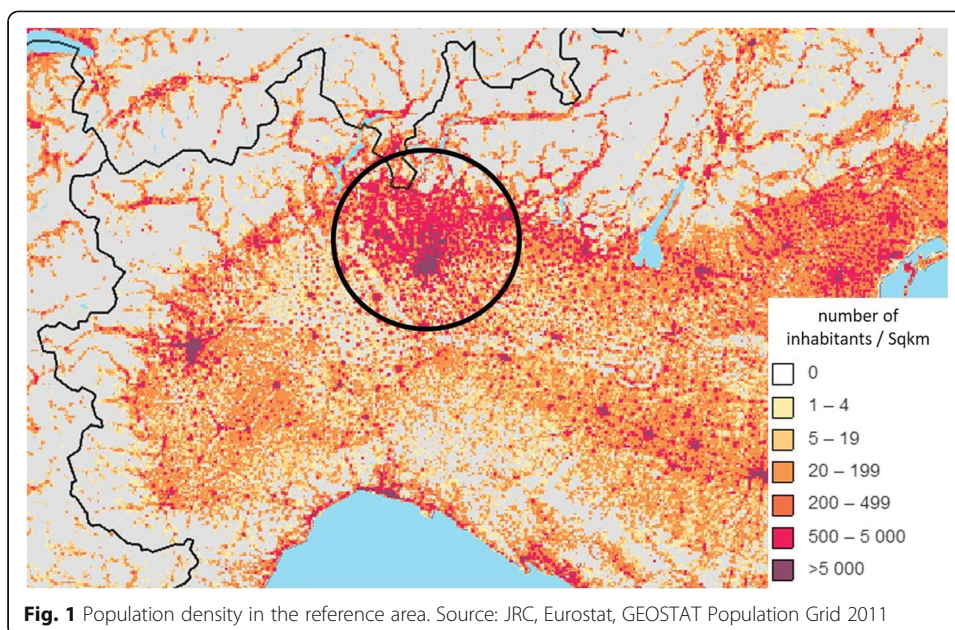 number of
inhabitants / Sqkm
0
1 – 4
5 – 19
20 – 199
200 – 499
500 – 5 000
>5 000
Fig. 1 Population density in the reference area. Source: JRC, Eurostat, GEOSTAT Population Grid 2011